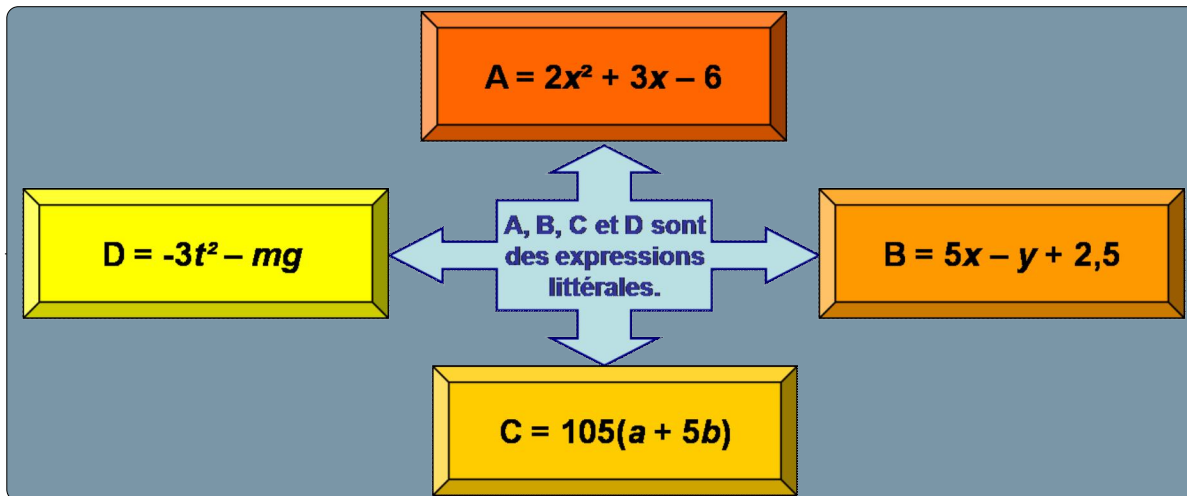 A = 2x² + 3x – 6
A, B, C et D sont
des expressions
littérales.
D = -3t² – mg
B = 5x – y + 2,5
C = 105(a + 5b)